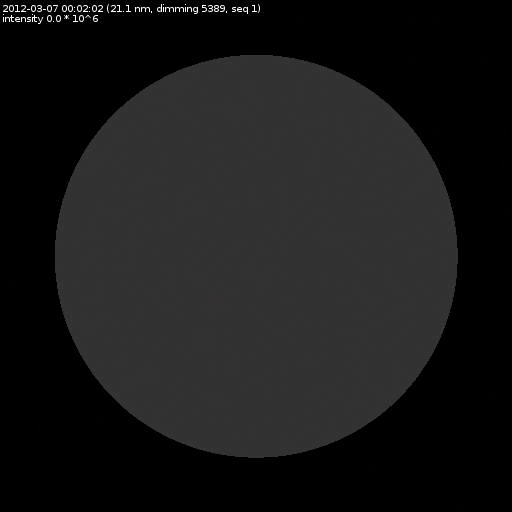 2012-03-07 00:02:02 (21.1 nm, dimming 5389, seq 1)
intensity 0.0 * 10^6